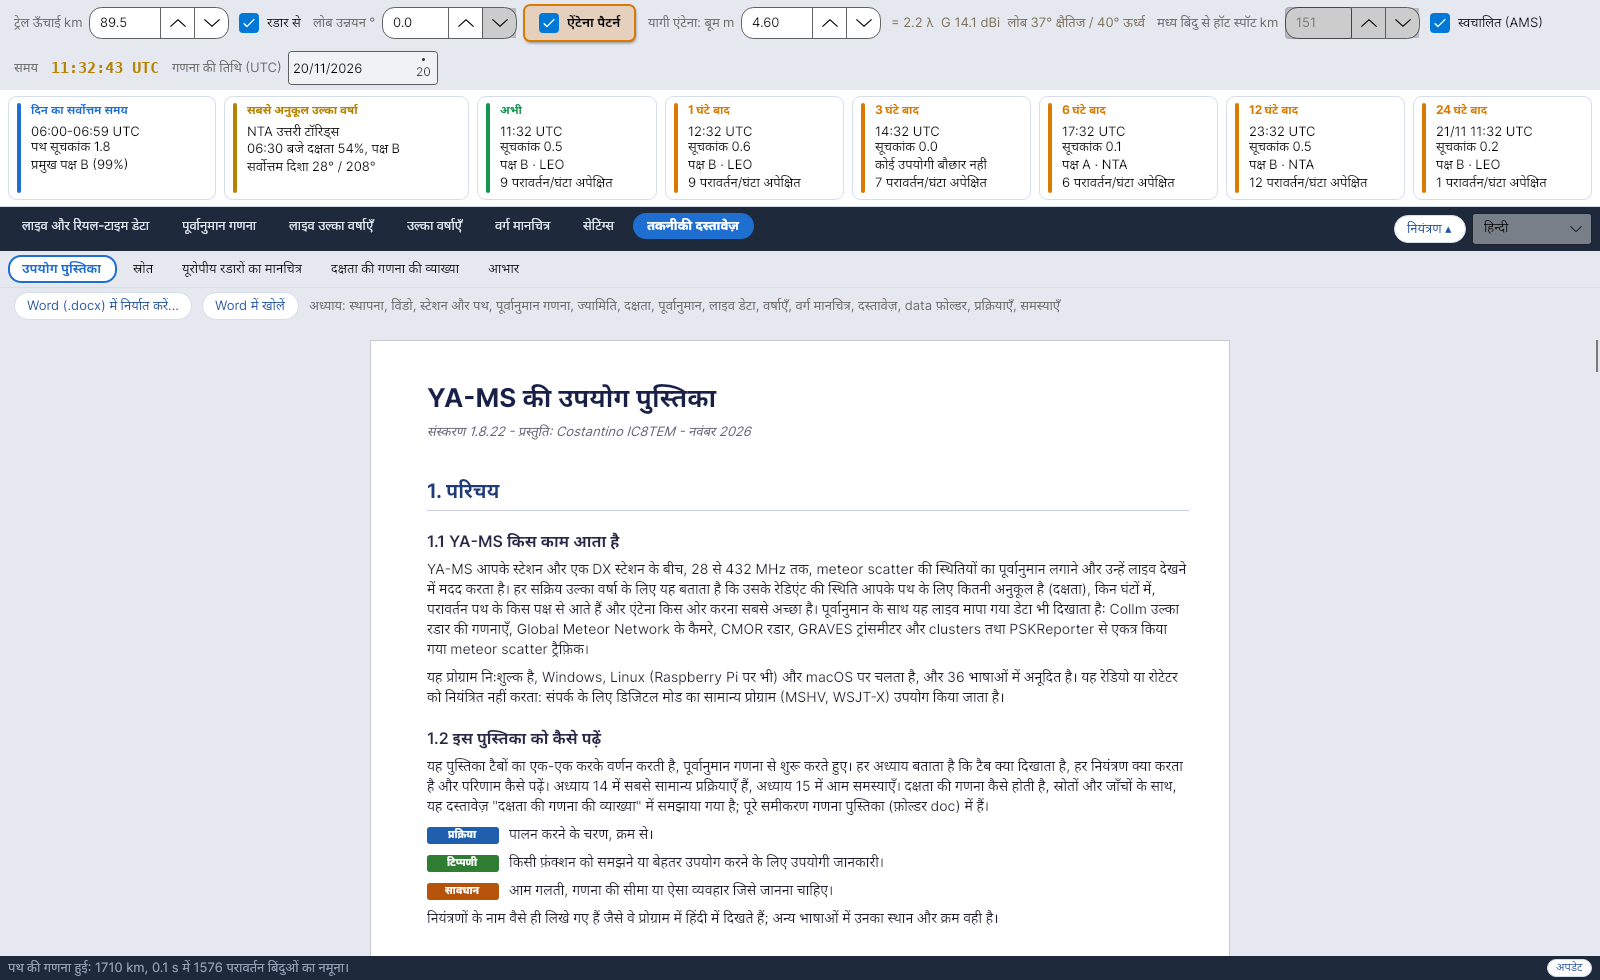 ट्रेल ऊँचाई km 89.5 रडार से लोब उन्नयन ° 0.0 ऐंटेना पैटर्न यागी एंटेना: बूम m 4.60 = 2.2 λ G 14.1 dBi लोब 37° क्षैतिज / 40° ऊर्ध्व मध्य बिंदु से हॉट स्पॉट km 151 स्वचालित (AMS)
समय 11:32:43 UTC गणना की तिथि (UTC) 20/11/2026 20
दिन का सर्वोत्तम समय
06:00-06:59 UTC
पथ सूचकांक 1.8
प्रमुख पक्ष B (99%)
सबसे अनुकूल उल्का वर्षा
NTA उत्तरी टॉरिड्स
06:30 बजे दक्षता 54%, पक्ष B
सर्वोत्तम दिशा 28° / 208°
अभी
11:32 UTC
सूचकांक 0.5
पक्ष B · LEO
9 परावर्तन/घंटा अपेक्षित
1 घंटे बाद
12:32 UTC
सूचकांक 0.6
पक्ष B · LEO
9 परावर्तन/घंटा अपेक्षित
3 घंटे बाद
14:32 UTC
सूचकांक 0.0
कोई उपयोगी बौछार नहीं
7 परावर्तन/घंटा अपेक्षित
6 घंटे बाद
17:32 UTC
सूचकांक 0.1
पक्ष A · NTA
6 परावर्तन/घंटा अपेक्षित
12 घंटे बाद
23:32 UTC
सूचकांक 0.5
पक्ष B · NTA
12 परावर्तन/घंटा अपेक्षित
24 घंटे बाद
21/11 11:32 UTC
सूचकांक 0.2
पक्ष B · LEO
1 परावर्तन/घंटा अपेक्षित
लाइव और रियल-टाइम डेटा पूर्वानुमान गणना लाइव उल्का वर्षाएँ उल्का वर्षाएँ वर्ग मानचित्र सेटिंग्स तकनीकी दस्तावेज़ नियंत्रण ▴ हिन्दी
उपयोग पुस्तिका स्रोत यूरोपीय रडारों का मानचित्र दक्षता की गणना की व्याख्या आभार
Word (.docx) में निर्यात करें... Word में खोलें अध्याय: स्थापना, विंडो, स्टेशन और पथ, पूर्वानुमान गणना, ज्यामिति, दक्षता, पूर्वानुमान, लाइव डेटा, वर्षाएँ, वर्ग मानचित्र, दस्तावेज़, data फ़ोल्डर, प्रक्रियाएँ, समस्याएँ
YA-MS की उपयोग पुस्तिका
संस्करण 1.8.22 - प्रस्तुति: Costantino IC8TEM - नवंबर 2026
1. परिचय
1.1 YA-MS किस काम आता है
YA-MS आपके स्टेशन और एक DX स्टेशन के बीच, 28 से 432 MHz तक, meteor scatter की स्थितियों का पूर्वानुमान लगाने और उन्हें लाइव देखने
में मदद करता है। हर सक्रिय उल्का वर्षा के लिए यह बताता है कि उसके रेडिएंट की स्थिति आपके पथ के लिए कितनी अनुकूल है (दक्षता), किन घंटों में,
परावर्तन पथ के किस पक्ष से आते हैं और एंटेना किस ओर करना सबसे अच्छा है। पूर्वानुमान के साथ यह लाइव मापा गया डेटा भी दिखाता है: Collm उल्का
रडार की गणनाएँ, Global Meteor Network के कैमरे, CMOR रडार, GRAVES ट्रांसमीटर और clusters तथा PSKReporter से एकत्र किया
गया meteor scatter ट्रैफ़िक।
यह प्रोग्राम नि:शुल्क है, Windows, Linux (Raspberry Pi पर भी) और macOS पर चलता है, और 36 भाषाओं में अनूदित है। यह रेडियो या रोटेटर
को नियंत्रित नहीं करता: संपर्क के लिए डिजिटल मोड का सामान्य प्रोग्राम (MSHV, WSJT-X) उपयोग किया जाता है।
1.2 इस पुस्तिका को कैसे पढ़ें
यह पुस्तिका टैबों का एक-एक करके वर्णन करती है, पूर्वानुमान गणना से शुरू करते हुए। हर अध्याय बताता है कि टैब क्या दिखाता है, हर नियंत्रण क्या करता
है और परिणाम कैसे पढ़ें। अध्याय 14 में सबसे सामान्य प्रक्रियाएँ हैं, अध्याय 15 में आम समस्याएँ। दक्षता की गणना कैसे होती है, स्रोतों और जाँचों के साथ,
यह दस्तावेज़ "दक्षता की गणना की व्याख्या" में समझाया गया है; पूरे समीकरण गणना पुस्तिका (फ़ोल्डर doc) में हैं।
प्रक्रिया पालन करने के चरण, क्रम से।
टिप्पणी किसी फ़ंक्शन को समझने या बेहतर उपयोग करने के लिए उपयोगी जानकारी।
सावधान आम गलती, गणना की सीमा या ऐसा व्यवहार जिसे जानना चाहिए।
नियंत्रणों के नाम वैसे ही लिखे गए हैं जैसे वे प्रोग्राम में हिंदी में दिखते हैं; अन्य भाषाओं में उनका स्थान और क्रम वही है।
पथ की गणना हुई: 1710 km, 0.1 s में 1576 परावर्तन बिंदुओं का नमूना। अपडेट